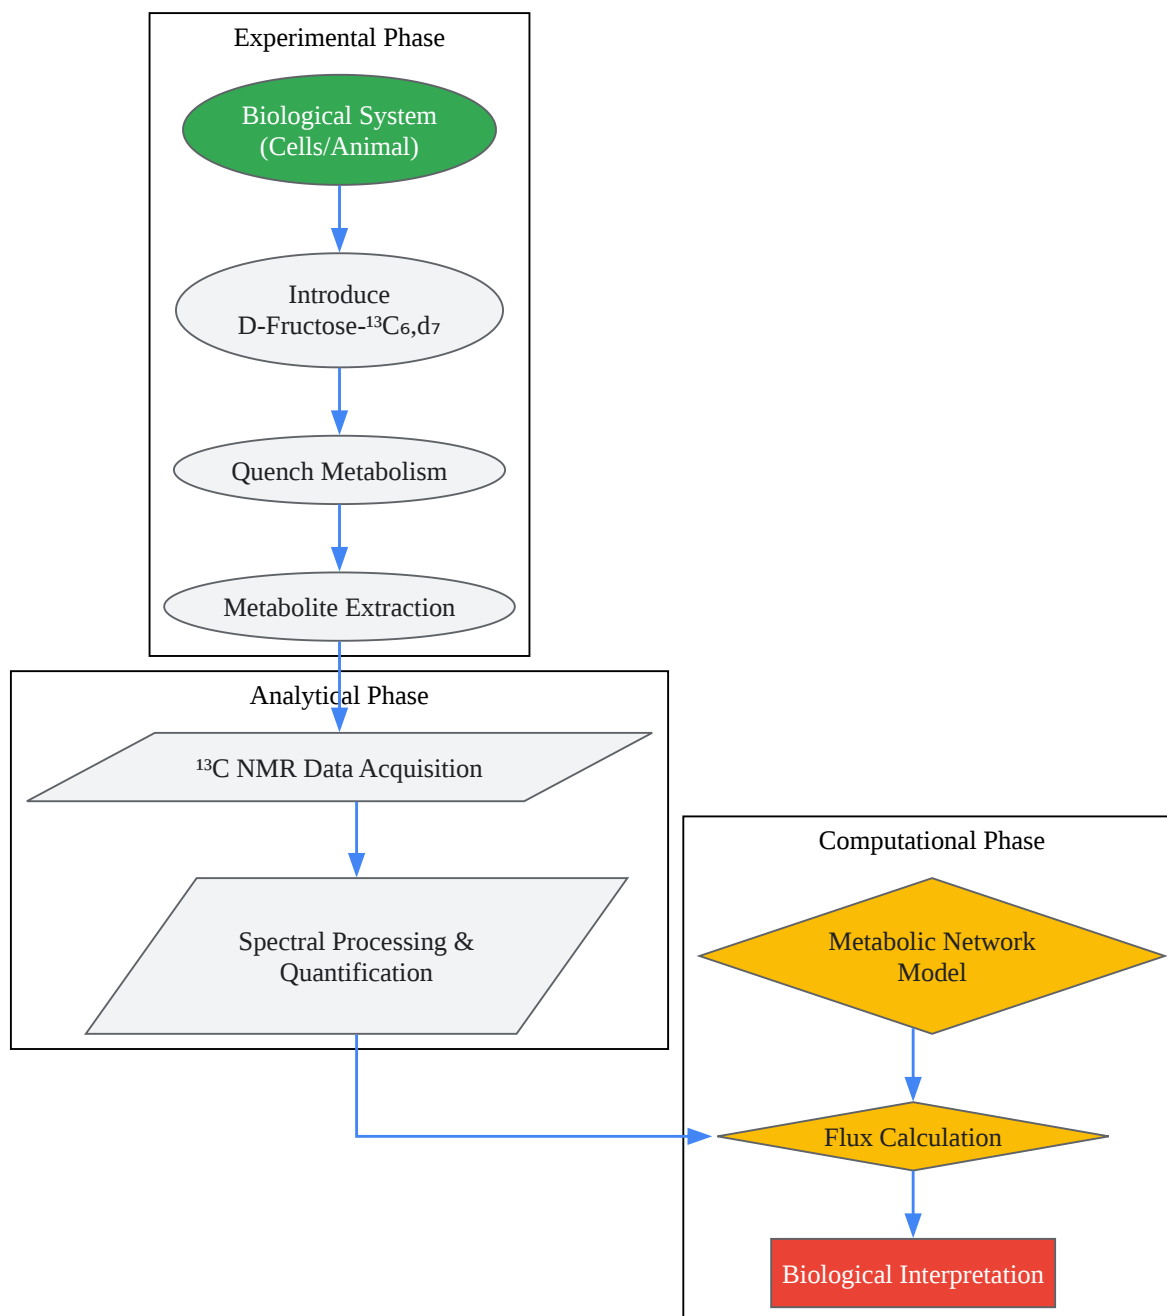 Experimental Phase
Biological System
(Cells/Animal)
Introduce
D-Fructose-¹³C₆,d₇
Quench Metabolism
Metabolite Extraction
Analytical Phase
¹³C NMR Data Acquisition
Spectral Processing &
Quantification
Computational Phase
Metabolic Network
Model
Flux Calculation
Biological Interpretation